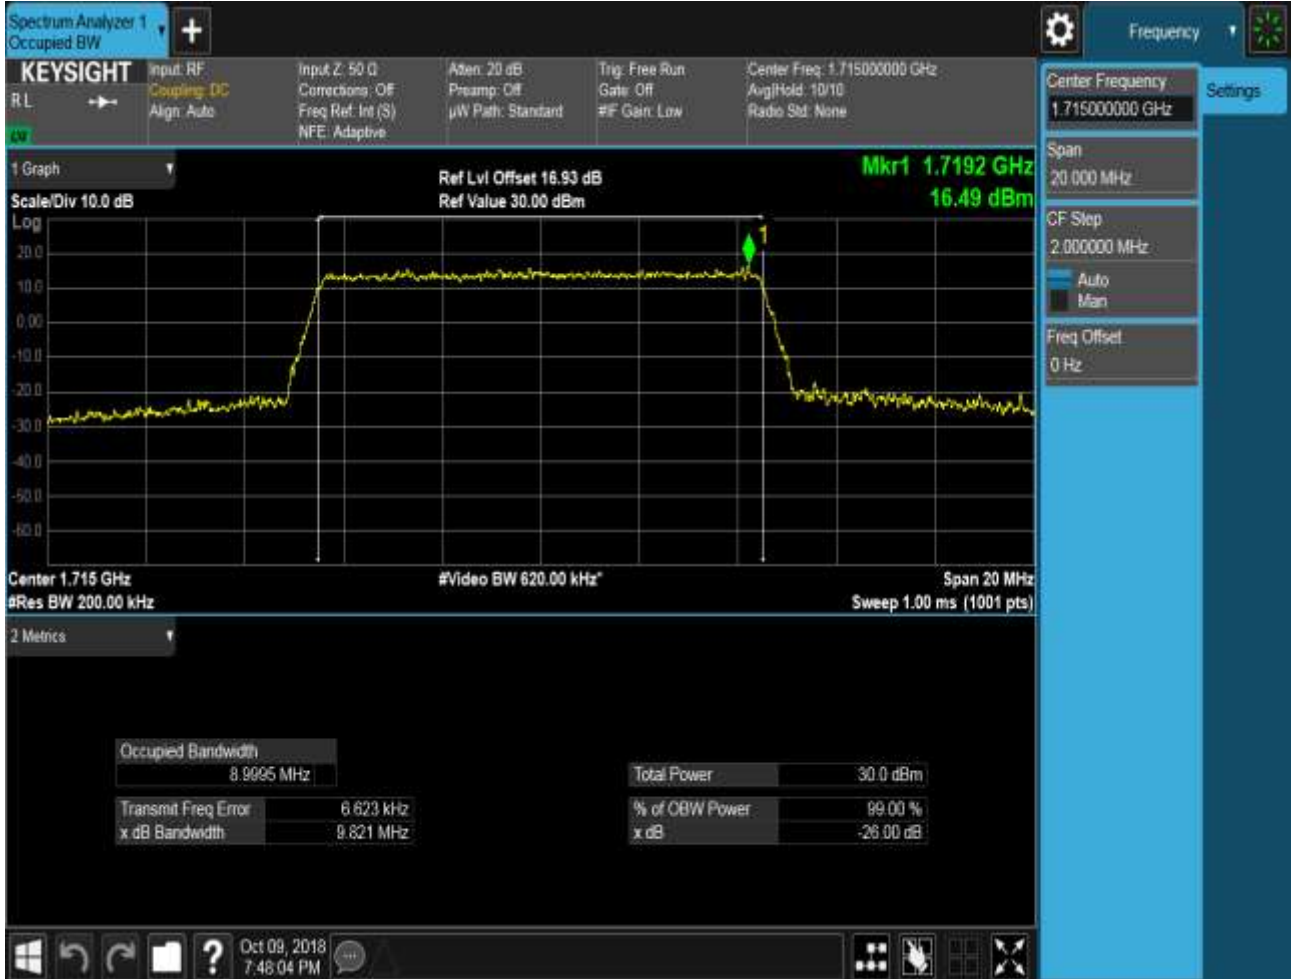 Spectrum Analyzer 1
Occupied BW
Frequency
KEYSIGHT
Input: RF
Input Z: 50 Ω
Atten: 20 dB
Trig: Free Run
Center Freq: 1.715000000 GHz
R L
Coupling: DC
Corrections: Off
Preamp: Off
Gate: Off
Avg|Hold: 10/10
Align: Auto
Freq Ref: Int (S)
µW Path: Standard
#IF Gain: Low
Radio Std: None
NFE: Adaptive
Center Frequency
1.715000000 GHz
Settings
Span
20.000 MHz
CF Step
2.000000 MHz
Auto
Man
Freq Offset
0 Hz
1 Graph
Ref Lvl Offset 16.93 dB
Mkr1 1.7192 GHz
Scale/Div 10.0 dB
Ref Value 30.00 dBm
16.49 dBm
Log
1
20.0
10.0
0.00
-10.0
-20.0
-30.0
-40.0
-50.0
-60.0
Center 1.715 GHz
#Video BW 620.00 kHz*
Span 20 MHz
#Res BW 200.00 kHz
Sweep 1.00 ms (1001 pts)
2 Metrics
Occupied Bandwidth
8.9995 MHz
Total Power 30.0 dBm
Transmit Freq Error 6.623 kHz
% of OBW Power 99.00 %
x dB Bandwidth 9.821 MHz
x dB -26.00 dB
?
Oct 09, 2018
7:48:04 PM